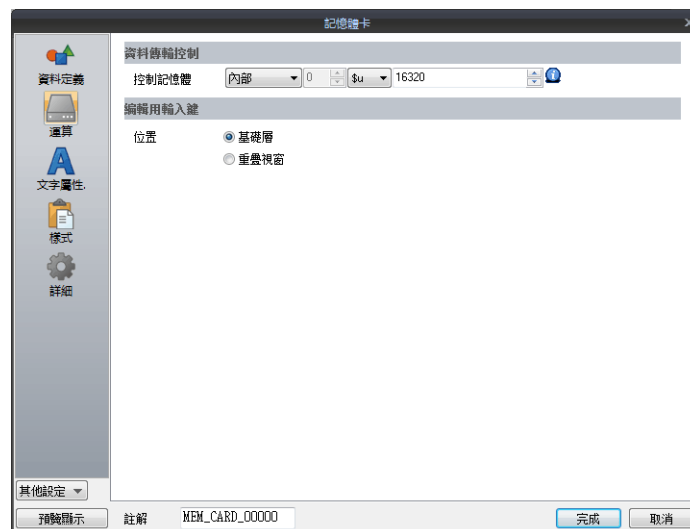 記憶體卡
資料定義
運算
文字屬性.
樣式
詳細
其他設定
預覽顯示
資料傳輸控制
控制記憶體 內部 0 $u 16320
編輯用輸入鍵
位置 基礎層
重疊視窗
註解 MEM_CARD_00000
完成 取消